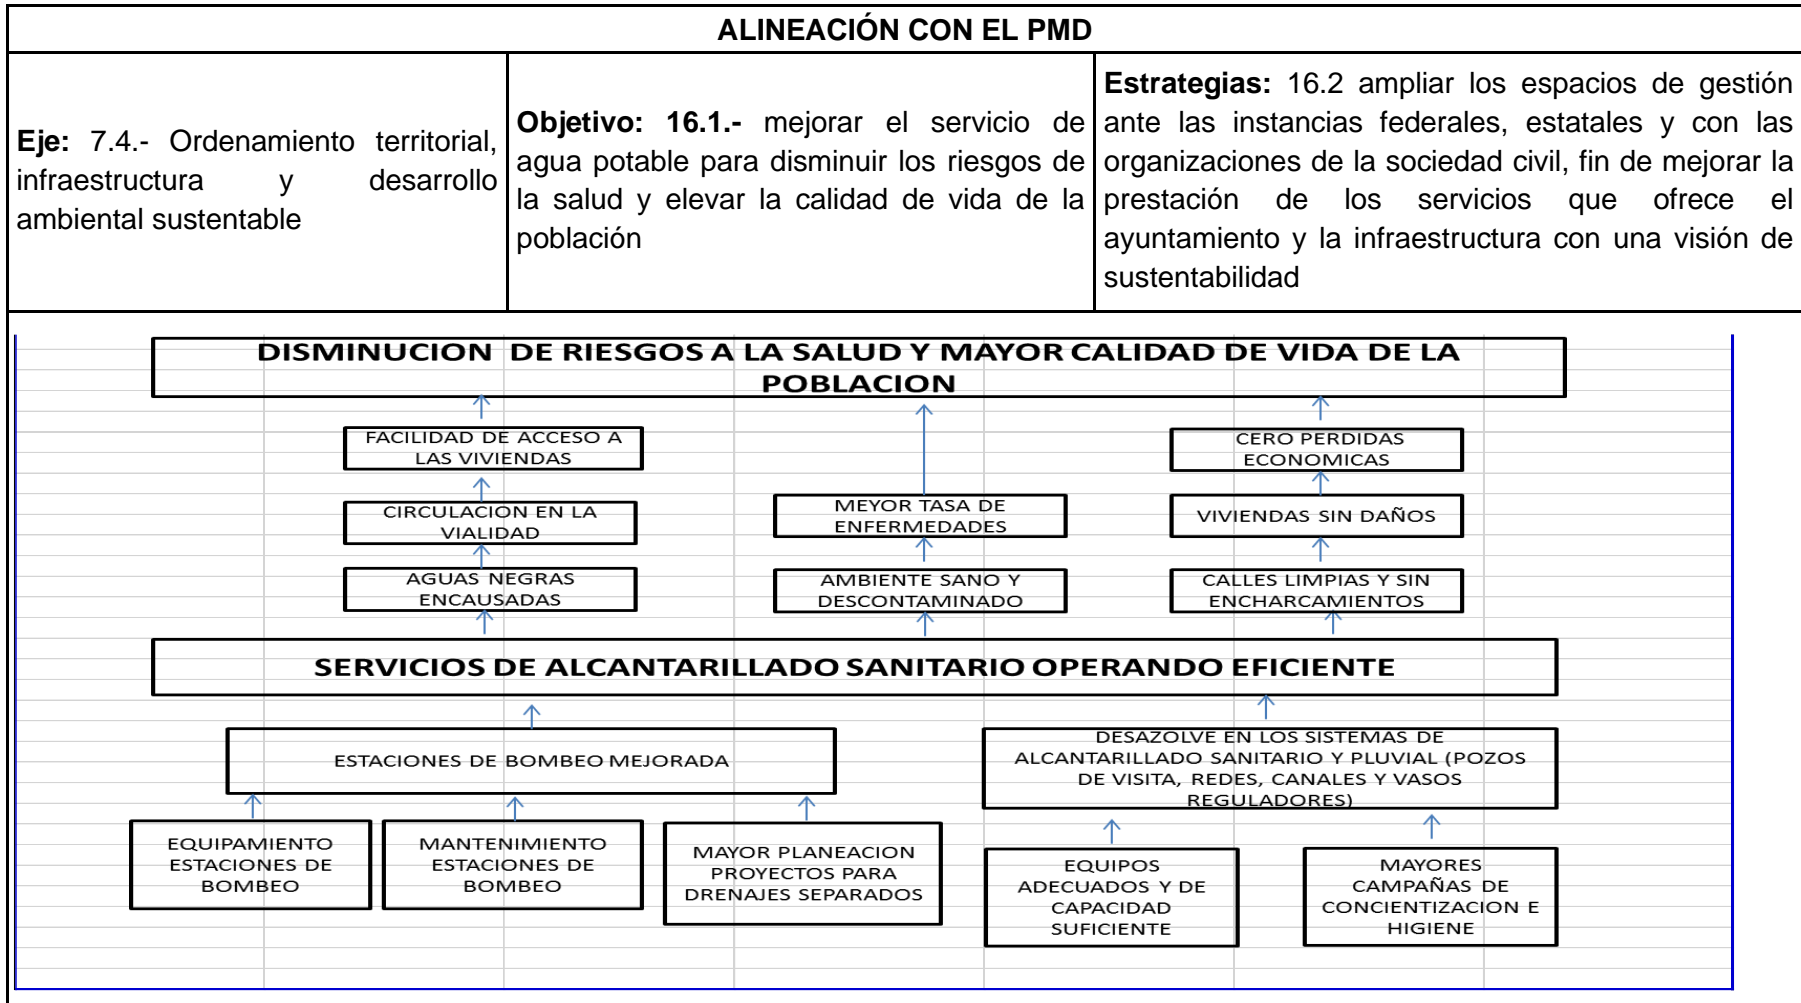 ALINEACIÓN CON EL PMD
Eje: 7.4.- Ordenamiento territorial,
infraestructura y desarrollo
ambiental sustentable
Objetivo: 16.1.- mejorar el servicio de
agua potable para disminuir los riesgos de
la salud y elevar la calidad de vida de la
población
Estrategias: 16.2 ampliar los espacios de gestión
ante las instancias federales, estatales y con las
organizaciones de la sociedad civil, fin de mejorar la
prestación de los servicios que ofrece el
ayuntamiento y la infraestructura con una visión de
sustentabilidad
DISMINUCION DE RIESGOS A LA SALUD Y MAYOR CALIDAD DE VIDA DE LA
POBLACION
FACILIDAD DE ACCESO A
LAS VIVIENDAS
CERO PERDIDAS
ECONOMICAS
CIRCULACION EN LA
VIALIDAD
MEYOR TASA DE
ENFERMEDADES
VIVIENDAS SIN DAÑOS
AGUAS NEGRAS
ENCAUSADAS
AMBIENTE SANO Y
DESCONTAMINADO
CALLES LIMPIAS Y SIN
ENCHARCAMIENTOS
SERVICIOS DE ALCANTARILLADO SANITARIO OPERANDO EFICIENTE
ESTACIONES DE BOMBEO MEJORADA
DESAZOLVE EN LOS SISTEMAS DE
ALCANTARILLADO SANITARIO Y PLUVIAL (POZOS
DE VISITA, REDES, CANALES Y VASOS
REGULADORES)
EQUIPAMIENTO
ESTACIONES DE
BOMBEO
MANTENIMIENTO
ESTACIONES DE
BOMBEO
MAYOR PLANEACION
PROYECTOS PARA
DRENAJES SEPARADOS
EQUIPOS
ADECUADOS Y DE
CAPACIDAD
SUFICIENTE
MAYORES
CAMPAÑAS DE
CONCIENTIZACION E
HIGIENE